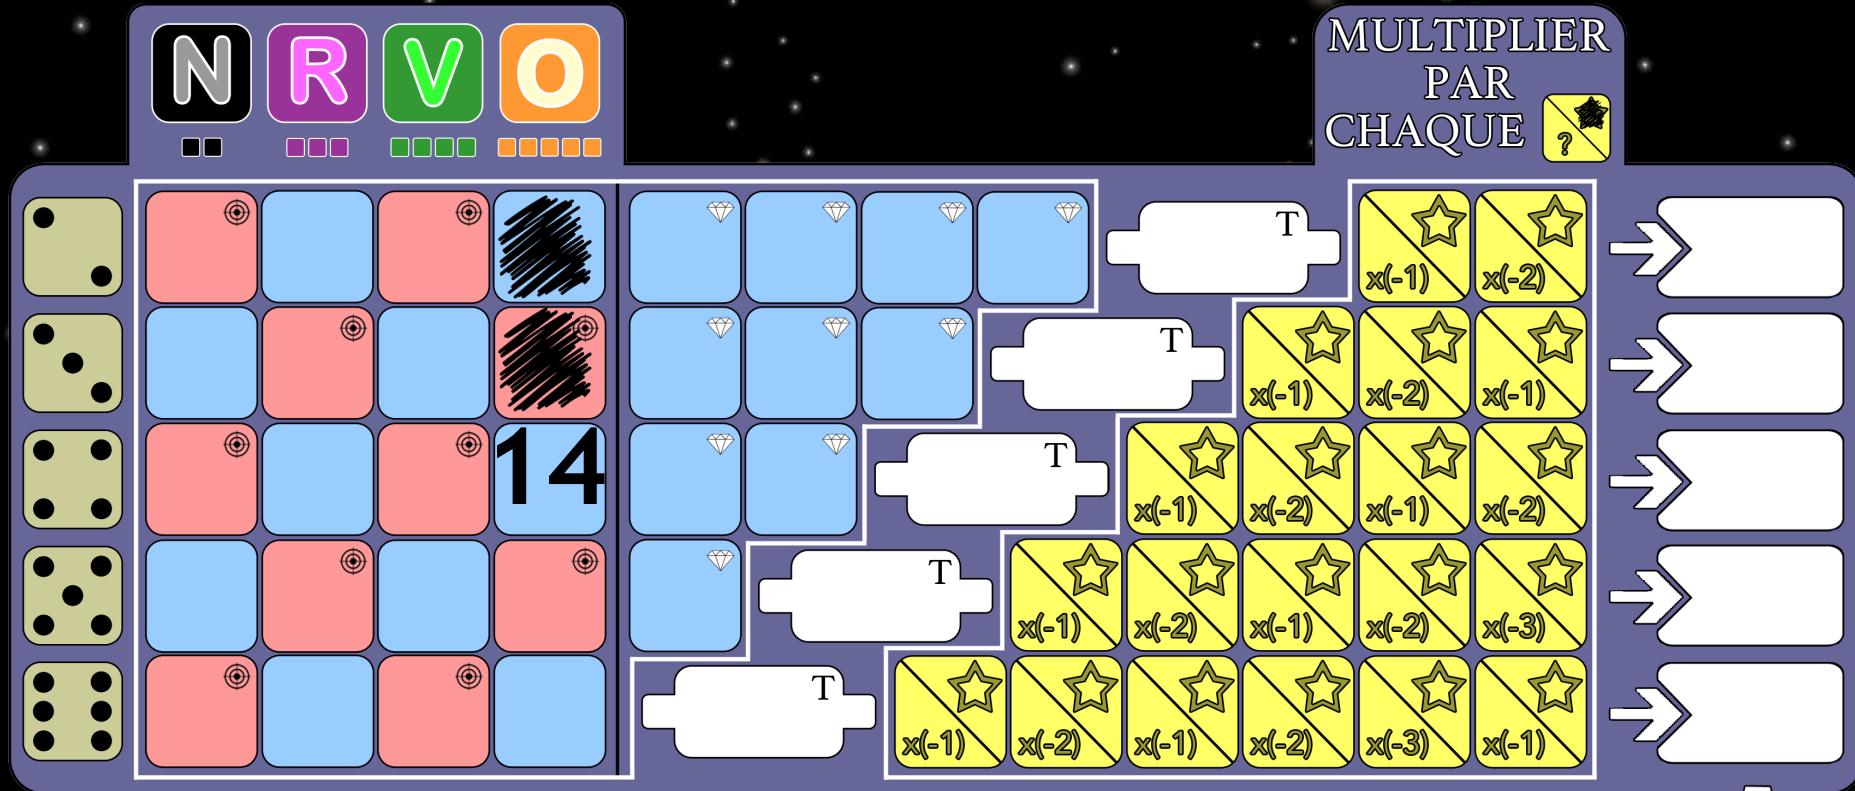 N R V O
MULTIPLIER
PAR
CHAQUE ?
T x(-1) x(-2)
T x(-1) x(-2) x(-1)
14 T x(-1) x(-2) x(-1) x(-2)
T x(-1) x(-2) x(-1) x(-2) x(-3)
T x(-1) x(-2) x(-1) x(-2) x(-3) x(-1)